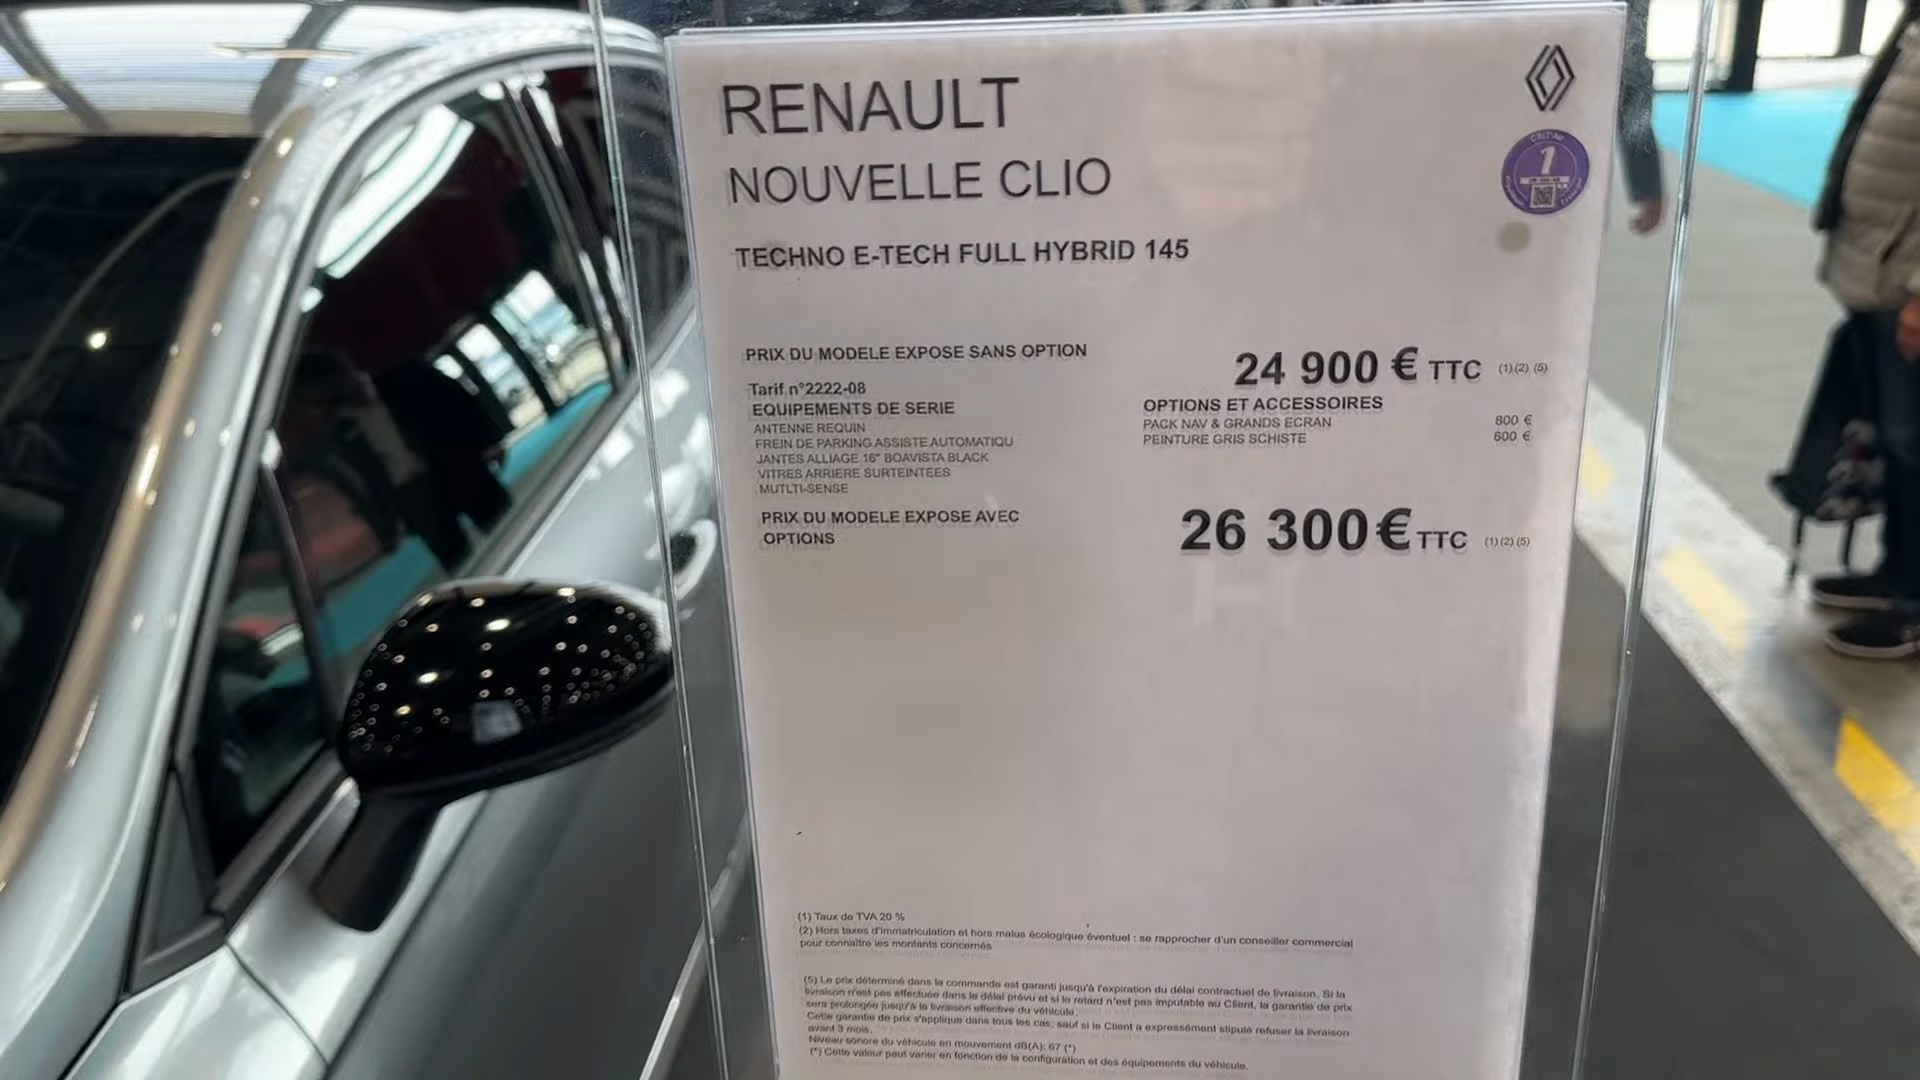 RENAULT
NOUVELLE CLIO
CRIT'Air
1
TECHNO E-TECH FULL HYBRID 145
PRIX DU MODELE EXPOSE SANS OPTION
24 900 € TTC (1)(2) (5)
Tarif n°2222-08
EQUIPEMENTS DE SERIE
ANTENNE REQUIN
FREIN DE PARKING ASSISTE AUTOMATIQU
JANTES ALLIAGE 16" BOAVISTA BLACK
VITRES ARRIERE SURTEINTEES
MUTLTI-SENSE
OPTIONS ET ACCESSOIRES
PACK NAV & GRANDS ECRAN 800 €
PEINTURE GRIS SCHISTE 600 €
PRIX DU MODELE EXPOSE AVEC
OPTIONS
26 300 € TTC (1)(2) (5)
(1) Taux de TVA 20 %
(2) Hors taxes d'immatriculation et hors malus écologique éventuel : se rapprocher d'un conseiller commercial
pour connaître les montants concernés
(5) Le prix déterminé dans la commande est garanti jusqu'à l'expiration du délai contractuel de livraison. Si la
livraison n'est pas effectuée dans le délai prévu et si le retard n'est pas imputable au Client, la garantie de prix
sera prolongée jusqu'à la livraison effective du véhicule.
Cette garantie de prix s'applique dans tous les cas, sauf si le Client a expressément stipulé refuser la livraison
avant 3 mois.
Niveau sonore du véhicule en mouvement dB(A): 67 (*)
(*) Cette valeur peut varier en fonction de la configuration et des équipements du véhicule.